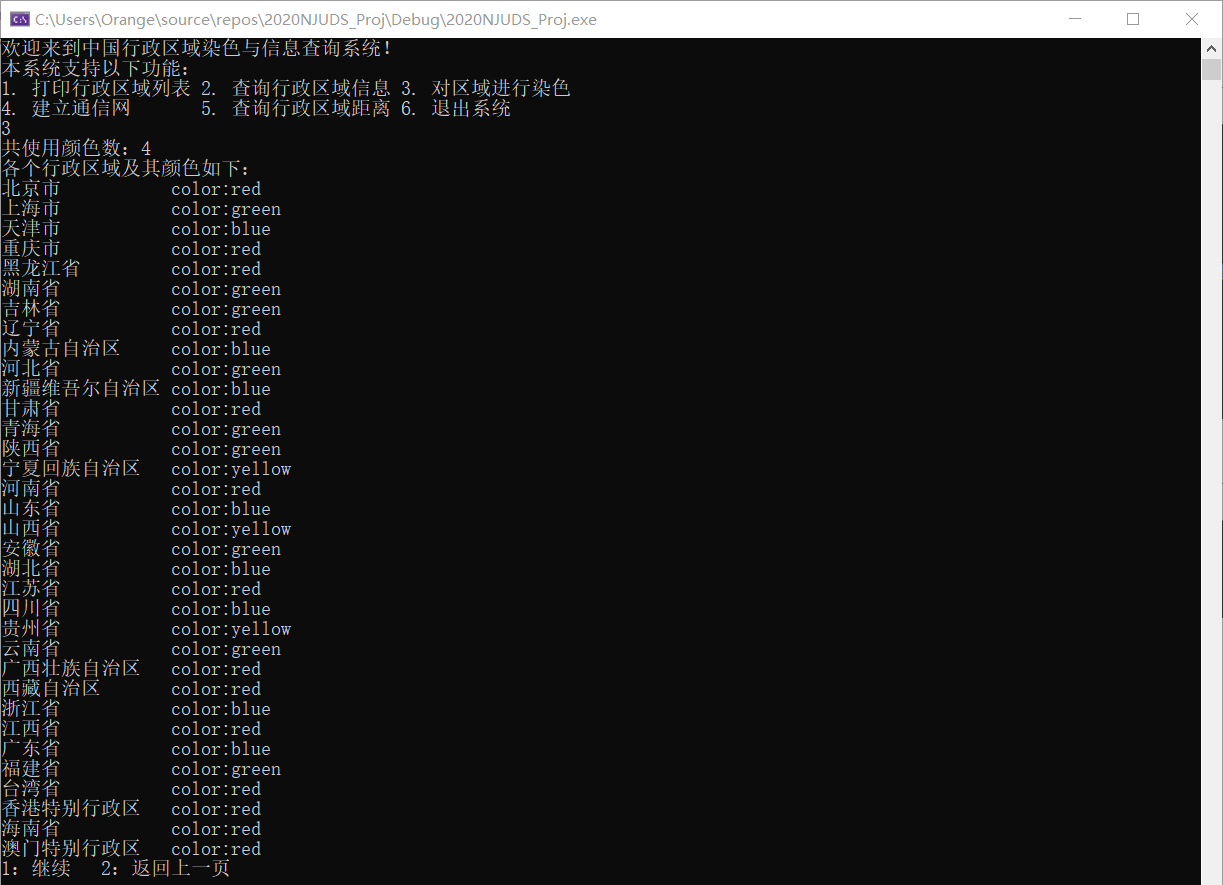 C:\Users\Orange\source\repos\2020NJUDS_Proj\Debug\2020NJUDS_Proj.exe
欢迎来到中国行政区域染色与信息查询系统！
本系统支持以下功能：
1. 打印行政区域列表 2. 查询行政区域信息 3. 对区域进行染色
4. 建立通信网 5. 查询行政区域距离 6. 退出系统
3
共使用颜色数：4
各个行政区域及其颜色如下：
北京市 color:red
上海市 color:green
天津市 color:blue
重庆市 color:red
黑龙江省 color:red
湖南省 color:green
吉林省 color:green
辽宁省 color:red
内蒙古自治区 color:blue
河北省 color:green
新疆维吾尔自治区 color:blue
甘肃省 color:red
青海省 color:green
陕西省 color:green
宁夏回族自治区 color:yellow
河南省 color:red
山东省 color:blue
山西省 color:yellow
安徽省 color:green
湖北省 color:blue
江苏省 color:red
四川省 color:blue
贵州省 color:yellow
云南省 color:green
广西壮族自治区 color:red
西藏自治区 color:red
浙江省 color:blue
江西省 color:red
广东省 color:blue
福建省 color:green
台湾省 color:red
香港特别行政区 color:red
海南省 color:red
澳门特别行政区 color:red
1：继续 2：返回上一页